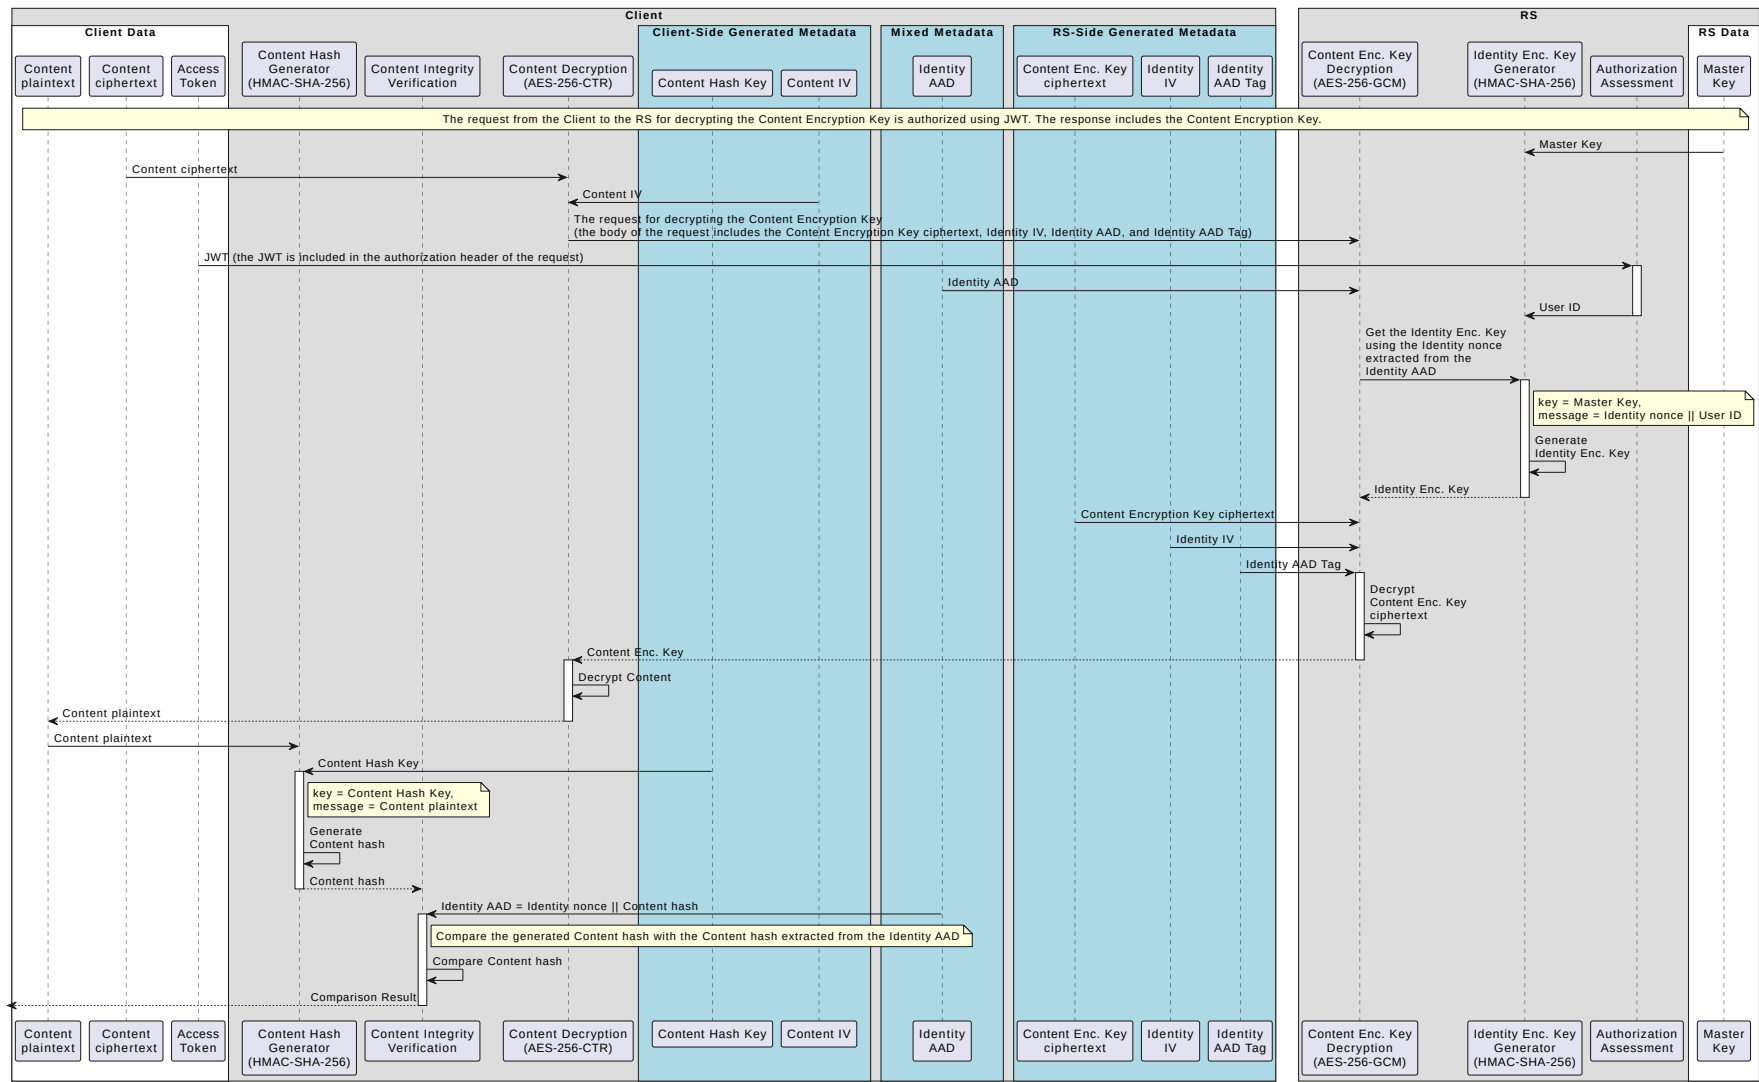 Client
RS
Client Data
Client-Side Generated Metadata
Mixed Metadata
RS-Side Generated Metadata
RS Data
Content
plaintext
Content
ciphertext
Access
Token
Content Hash
Generator
(HMAC-SHA-256)
Content Integrity
Verification
Content Decryption
(AES-256-CTR)
Content Hash Key
Content IV
Identity
AAD
Content Enc. Key
ciphertext
Identity
IV
Identity
AAD Tag
Content Enc. Key
Decryption
(AES-256-GCM)
Identity Enc. Key
Generator
(HMAC-SHA-256)
Authorization
Assessment
Master
Key
The request from the Client to the RS for decrypting the Content Encryption Key is authorized using JWT. The response includes the Content Encryption Key.
Master Key
Content ciphertext
Content IV
The request for decrypting the Content Encryption Key
(the body of the request includes the Content Encryption Key ciphertext, Identity IV, Identity AAD, and Identity AAD Tag)
JWT (the JWT is included in the authorization header of the request)
Identity AAD
User ID
Get the Identity Enc. Key
using the Identity nonce
extracted from the
Identity AAD
key = Master Key,
message = Identity nonce || User ID
Generate
Identity Enc. Key
Identity Enc. Key
Content Encryption Key ciphertext
Identity IV
Identity AAD Tag
Decrypt
Content Enc. Key
ciphertext
Content Enc. Key
Decrypt Content
Content plaintext
Content plaintext
Content Hash Key
key = Content Hash Key,
message = Content plaintext
Generate
Content hash
Content hash
Identity AAD = Identity nonce || Content hash
Compare the generated Content hash with the Content hash extracted from the Identity AAD
Compare Content hash
Comparison Result
Content
plaintext
Content
ciphertext
Access
Token
Content Hash
Generator
(HMAC-SHA-256)
Content Integrity
Verification
Content Decryption
(AES-256-CTR)
Content Hash Key
Content IV
Identity
AAD
Content Enc. Key
ciphertext
Identity
IV
Identity
AAD Tag
Content Enc. Key
Decryption
(AES-256-GCM)
Identity Enc. Key
Generator
(HMAC-SHA-256)
Authorization
Assessment
Master
Key